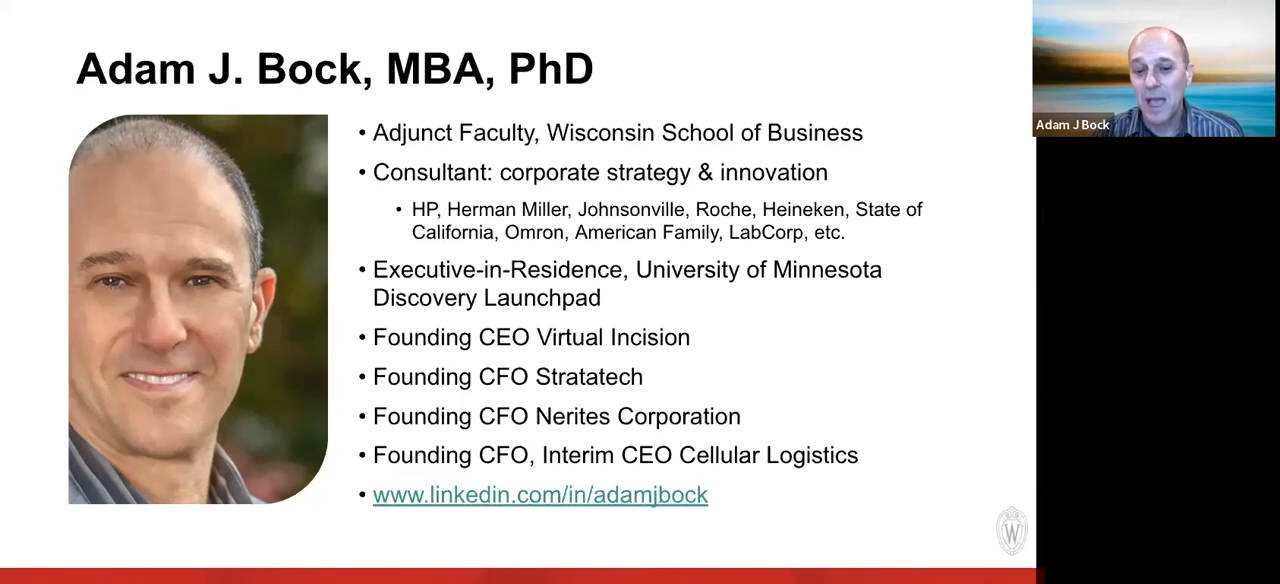 Adam J. Bock, MBA, PhD
• Adjunct Faculty, Wisconsin School of Business
• Consultant: corporate strategy & innovation
• HP, Herman Miller, Johnsonville, Roche, Heineken, State of
California, Omron, American Family, LabCorp, etc.
• Executive-in-Residence, University of Minnesota
Discovery Launchpad
• Founding CEO Virtual Incision
• Founding CFO Stratatech
• Founding CFO Nerites Corporation
• Founding CFO, Interim CEO Cellular Logistics
• www.linkedin.com/in/adamjbock
W
Adam J Bock